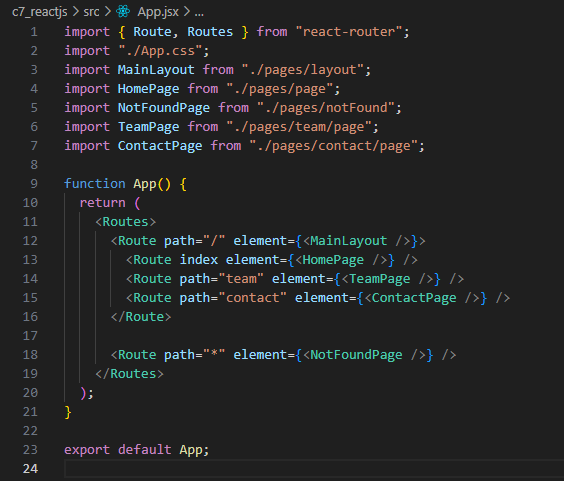 c7_reactjs > src > App.jsx > ...
1 import { Route, Routes } from "react-router";
2 import "./App.css";
3 import MainLayout from "./pages/layout";
4 import HomePage from "./pages/page";
5 import NotFoundPage from "./pages/notFound";
6 import TeamPage from "./pages/team/page";
7 import ContactPage from "./pages/contact/page";
8
9 function App() {
10   return (
11     <Routes>
12       <Route path="/" element={<MainLayout />}>
13         <Route index element={<HomePage />} />
14         <Route path="team" element={<TeamPage />} />
15         <Route path="contact" element={<ContactPage />} />
16       </Route>
17
18       <Route path="*" element={<NotFoundPage />} />
19     </Routes>
20   );
21 }
22
23 export default App;
24